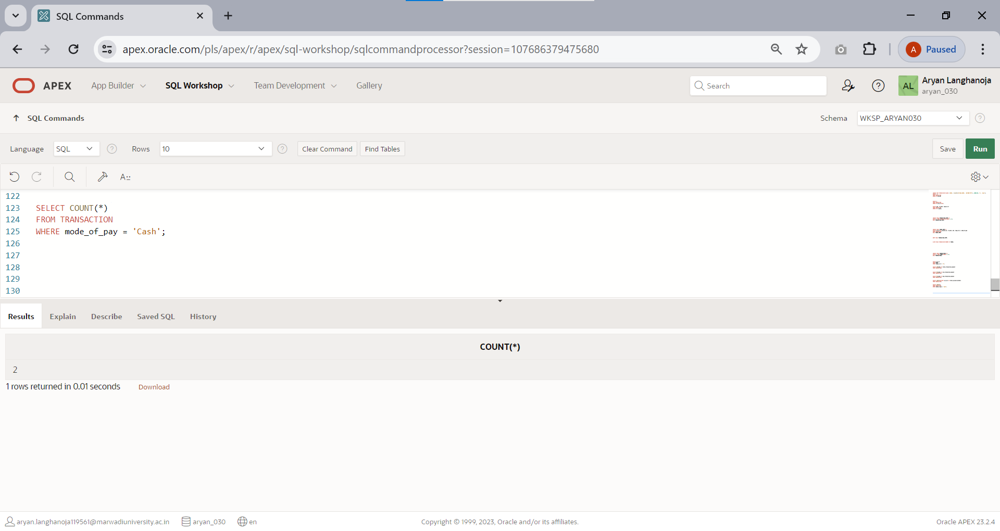 SQL Commands
apex.oracle.com/pls/apex/r/apex/sql-workshop/sqlcommandprocessor?session=107686379475680
A Paused
APEX App Builder SQL Workshop Team Development Gallery Search AL Aryan Langhanoja
aryan_030
SQL Commands Schema WKSP_ARYAN030
Language SQL Rows 10 Clear Command Find Tables Save Run
122
123 SELECT COUNT(*)
124 FROM TRANSACTION
125 WHERE mode_of_pay = 'Cash';
126
127
128
129
130
Results Explain Describe Saved SQL History
COUNT(*)
2
1 rows returned in 0.01 seconds Download
aryan.langhanoja119561@marwadiuniversity.ac.in aryan_030 en Copyright © 1999, 2023, Oracle and/or its affiliates. Oracle APEX 23.2.4